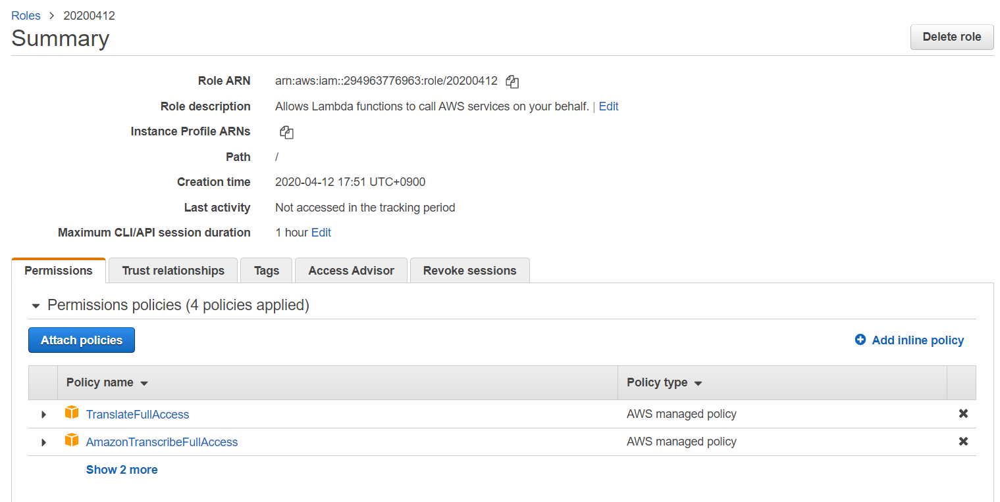 Roles > 20200412
Summary
Delete role
Role ARN arn:aws:iam::294963776963:role/20200412
Role description Allows Lambda functions to call AWS services on your behalf. | Edit
Instance Profile ARNs
Path /
Creation time 2020-04-12 17:51 UTC+0900
Last activity Not accessed in the tracking period
Maximum CLI/API session duration 1 hour Edit
Permissions Trust relationships Tags Access Advisor Revoke sessions
Permissions policies (4 policies applied)
Attach policies Add inline policy
Policy name Policy type
TranslateFullAccess AWS managed policy
AmazonTranscribeFullAccess AWS managed policy
Show 2 more